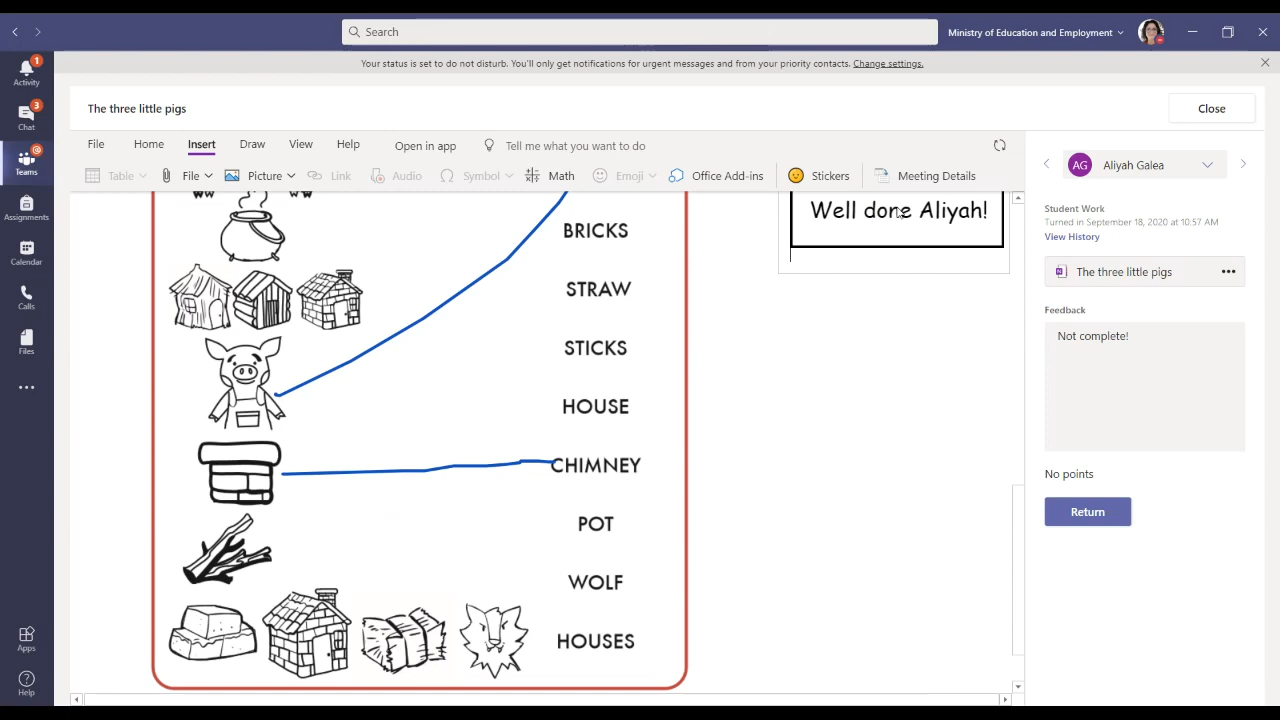 Search
Ministry of Education and Employment
Your status is set to do not disturb. You'll only get notifications for urgent messages and from your priority contacts. Change settings.
1
Activity
3
Chat
@
Teams
Assignments
Calendar
Calls
Files
Apps
Help
The three little pigs
Close
File Home Insert Draw View Help Open in app Tell me what you want to do
Table File Picture Link Audio Symbol Math Emoji Office Add-ins Stickers Meeting Details
BRICKS
STRAW
STICKS
HOUSE
CHIMNEY
POT
WOLF
HOUSES
Well done Aliyah!
AG Aliyah Galea
Student Work
Turned in September 18, 2020 at 10:57 AM
View History
The three little pigs
Feedback
Not complete!
No points
Return